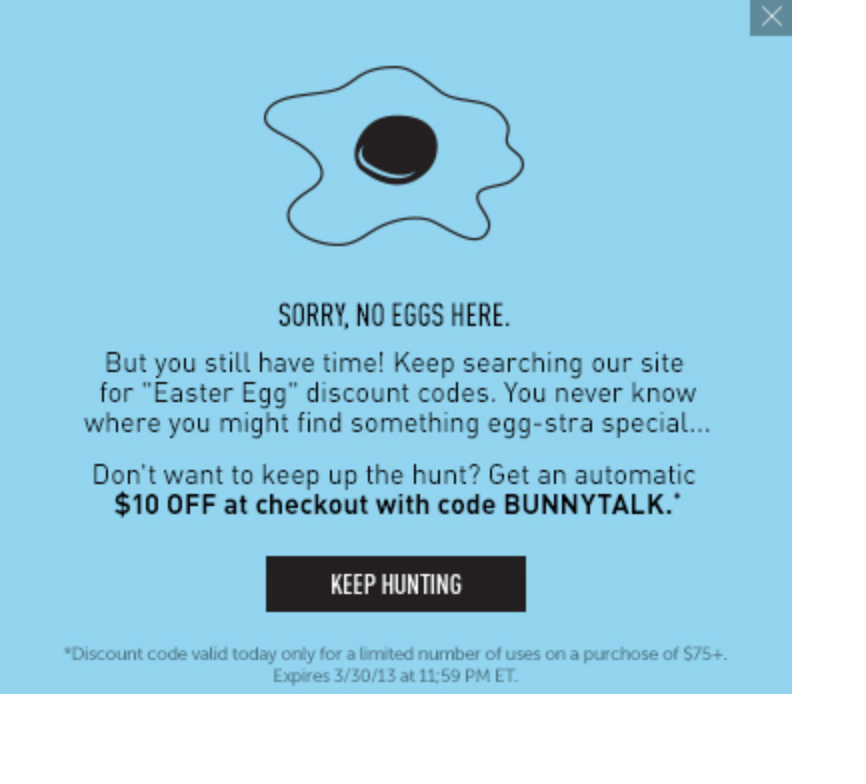 SORRY, NO EGGS HERE.
But you still have time! Keep searching our site
for "Easter Egg" discount codes. You never know
where you might find something egg-stra special...
Don't want to keep up the hunt? Get an automatic
$10 OFF at checkout with code BUNNYTALK.*
KEEP HUNTING
*Discount code valid today only for a limited number of uses on a purchose of $75+.
Expires 3/30/13 at 11:59 PM ET.